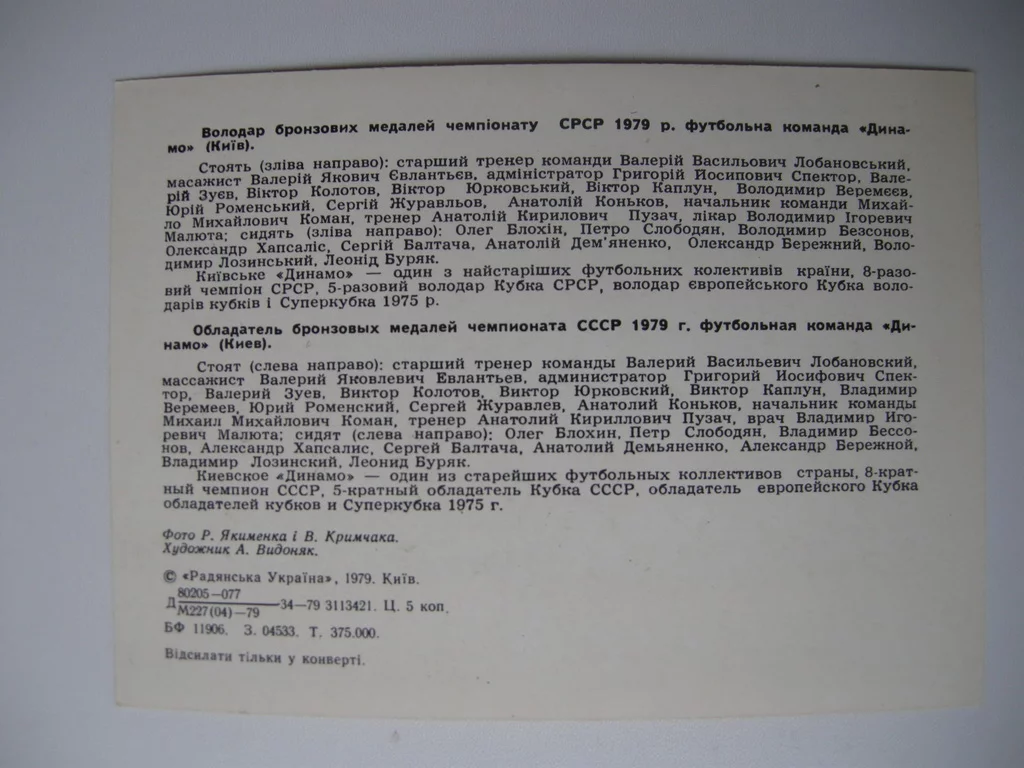 Володар бронзових медалей чемпіонату СРСР 1979 р. футбольна команда «Дина-
мо» (Київ).
Стоять (зліва направо): старший тренер команди Валерій Васильович Лобановський,
масажист Валерій Якович Євлантьєв, адміністратор Григорій Йосипович Спектор, Вале-
рій Зуєв, Віктор Колотов, Віктор Юрковський, Віктор Каплун, Володимир Веремєєв,
Юрій Роменський, Сергій Журавльов, Анатолій Коньков, начальник команди Михай-
ло Михайлович Коман, тренер Анатолій Кирилович Пузач, лікар Володимир Ігоревич
Малюта; сидять (зліва направо): Олег Блохін, Петро Слободян, Володимир Безсонов,
Олександр Хапсаліс, Сергій Балтача, Анатолій Дем'яненко, Олександр Бережний, Воло-
димир Лозинський, Леонід Буряк.
Київське «Динамо» — один з найстаріших футбольних колективів країни, 8-разо-
вий чемпіон СРСР, 5-разовий володар Кубка СРСР, володар європейського Кубка воло-
дарів кубків і Суперкубка 1975 р.
Обладатель бронзовых медалей чемпионата СССР 1979 г. футбольная команда «Ди-
намо» (Киев).
Стоят (слева направо): старший тренер команды Валерий Васильевич Лобановский,
массажист Валерий Яковлевич Евлантьев, администратор Григорий Иосифович Спек-
тор, Валерий Зуев, Виктор Колотов, Виктор Юрковский, Виктор Каплун, Владимир
Веремеев, Юрий Роменский, Сергей Журавлев, Анатолий Коньков, начальник команды
Михаил Михайлович Коман, тренер Анатолий Кириллович Пузач, врач Владимир Иго-
ревич Малюта; сидят (слева направо): Олег Блохин, Петр Слободян, Владимир Бессо-
нов, Александр Хапсалис, Сергей Балтача, Анатолий Демьяненко, Александр Бережной,
Владимир Лозинский, Леонид Буряк.
Киевское «Динамо» — один из старейших футбольных коллективов страны, 8-крат-
ный чемпион СССР, 5-кратный обладатель Кубка СССР, обладатель европейского Кубка
обладателей кубков и Суперкубка 1975 г.
Фото Р. Якименка і В. Кримчака.
Художник А. Видоняк.
© «Радянська Україна», 1979. Київ.
Д 80205—077
М227(04)—79 34—79 3113421. Ц. 5 коп.
БФ 11906. З. 04533. Т. 375.000.
Відсилати тільки у конверті.